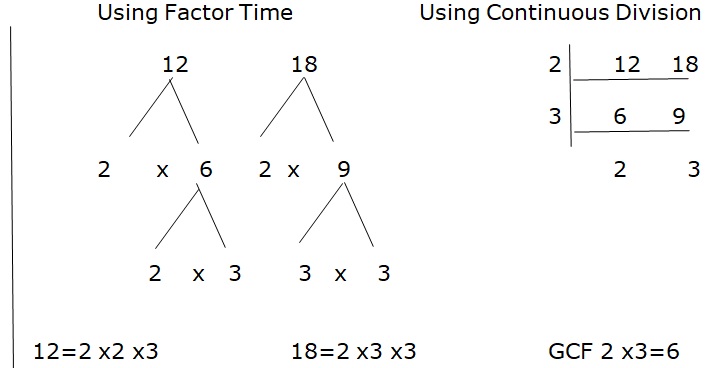 Using Factor Time
Using Continuous Division
12 18
2 12 18
3 6 9
2 x 6 2 x 9
2 3
2 x 3 3 x 3
12=2 x2 x3
18=2 x3 x3
GCF 2 x3=6